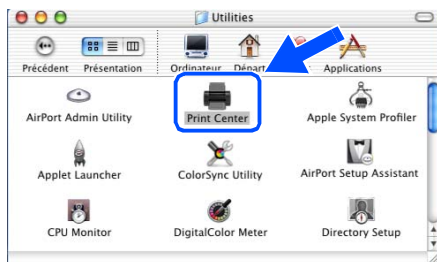 Utilities
Précédent Présentation Ordinateur Départ Applications
AirPort Admin Utility Print Center Apple System Profiler
Applet Launcher ColorSync Utility AirPort Setup Assistant
CPU Monitor DigitalColor Meter Directory Setup